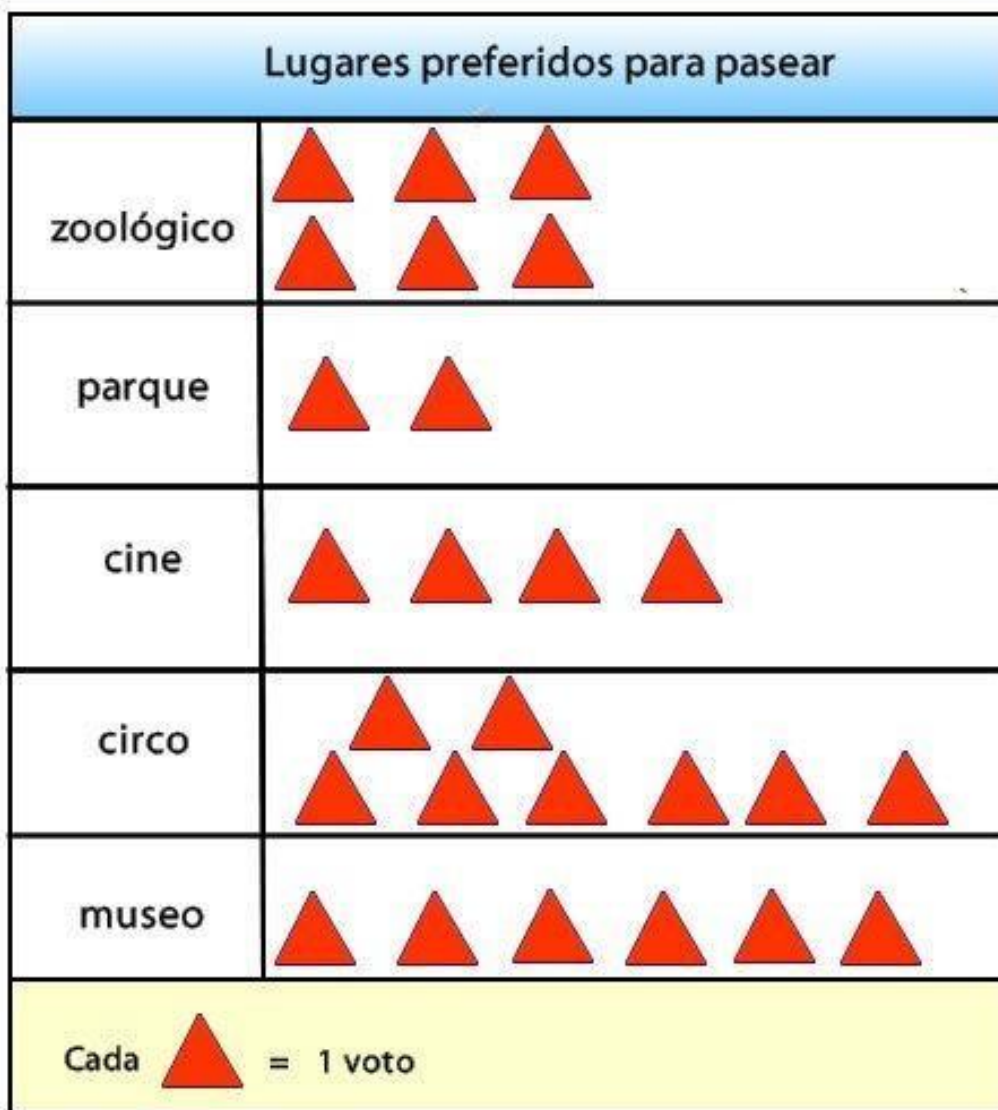 Lugares preferidos para pasear
zoológico
parque
cine
circo
museo
Cada = 1 voto